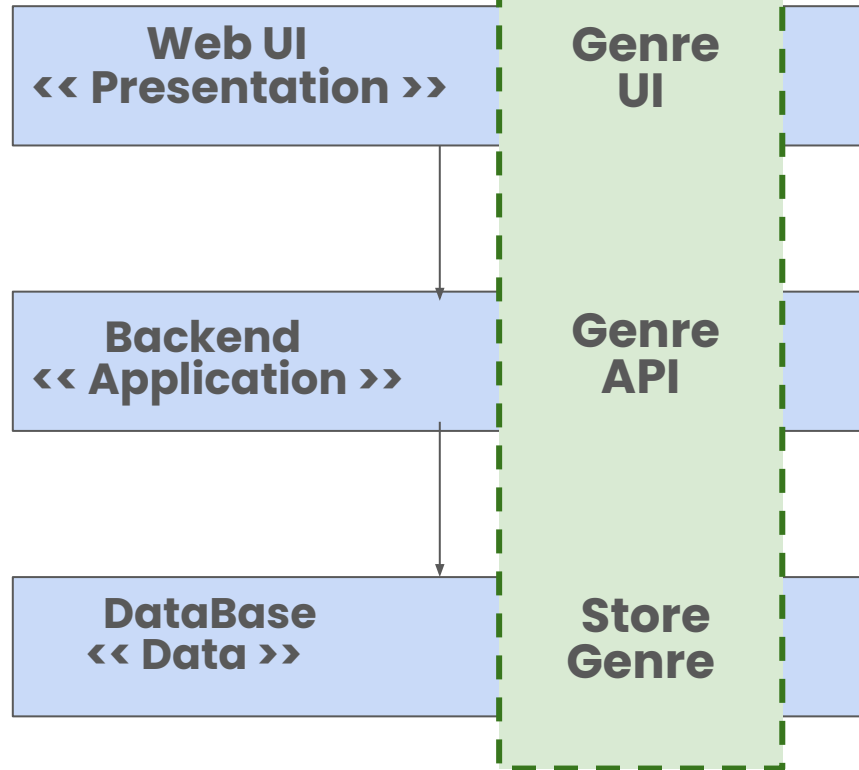 Web UI
<< Presentation >>
Genre
UI
Backend
<< Application >>
Genre
API
DataBase
<< Data >>
Store
Genre